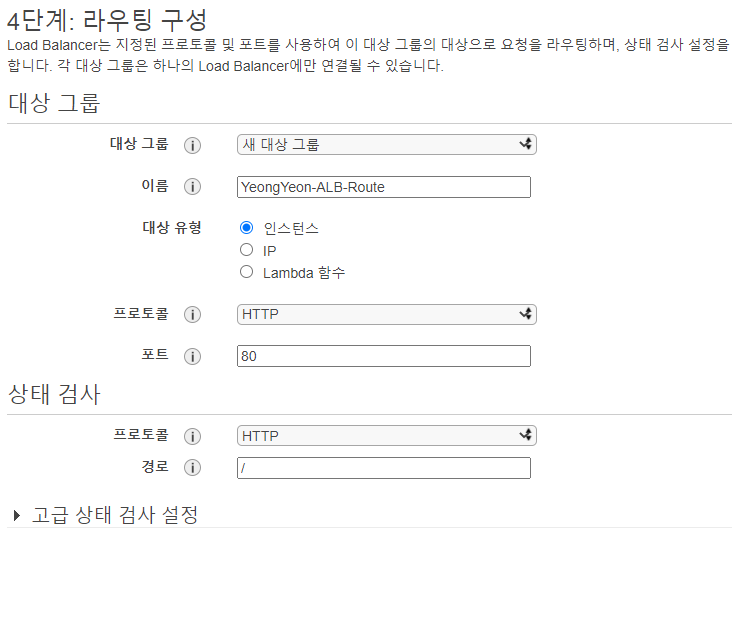 4단계: 라우팅 구성
Load Balancer는 지정된 프로토콜 및 포트를 사용하여 이 대상 그룹의 대상으로 요청을 라우팅하며, 상태 검사 설정을
합니다. 각 대상 그룹은 하나의 Load Balancer에만 연결될 수 있습니다.
대상 그룹
대상 그룹 i 새 대상 그룹
이름 i YeongYeon-ALB-Route
대상 유형 인스턴스
IP
Lambda 함수
프로토콜 i HTTP
포트 i 80
상태 검사
프로토콜 i HTTP
경로 i /
고급 상태 검사 설정